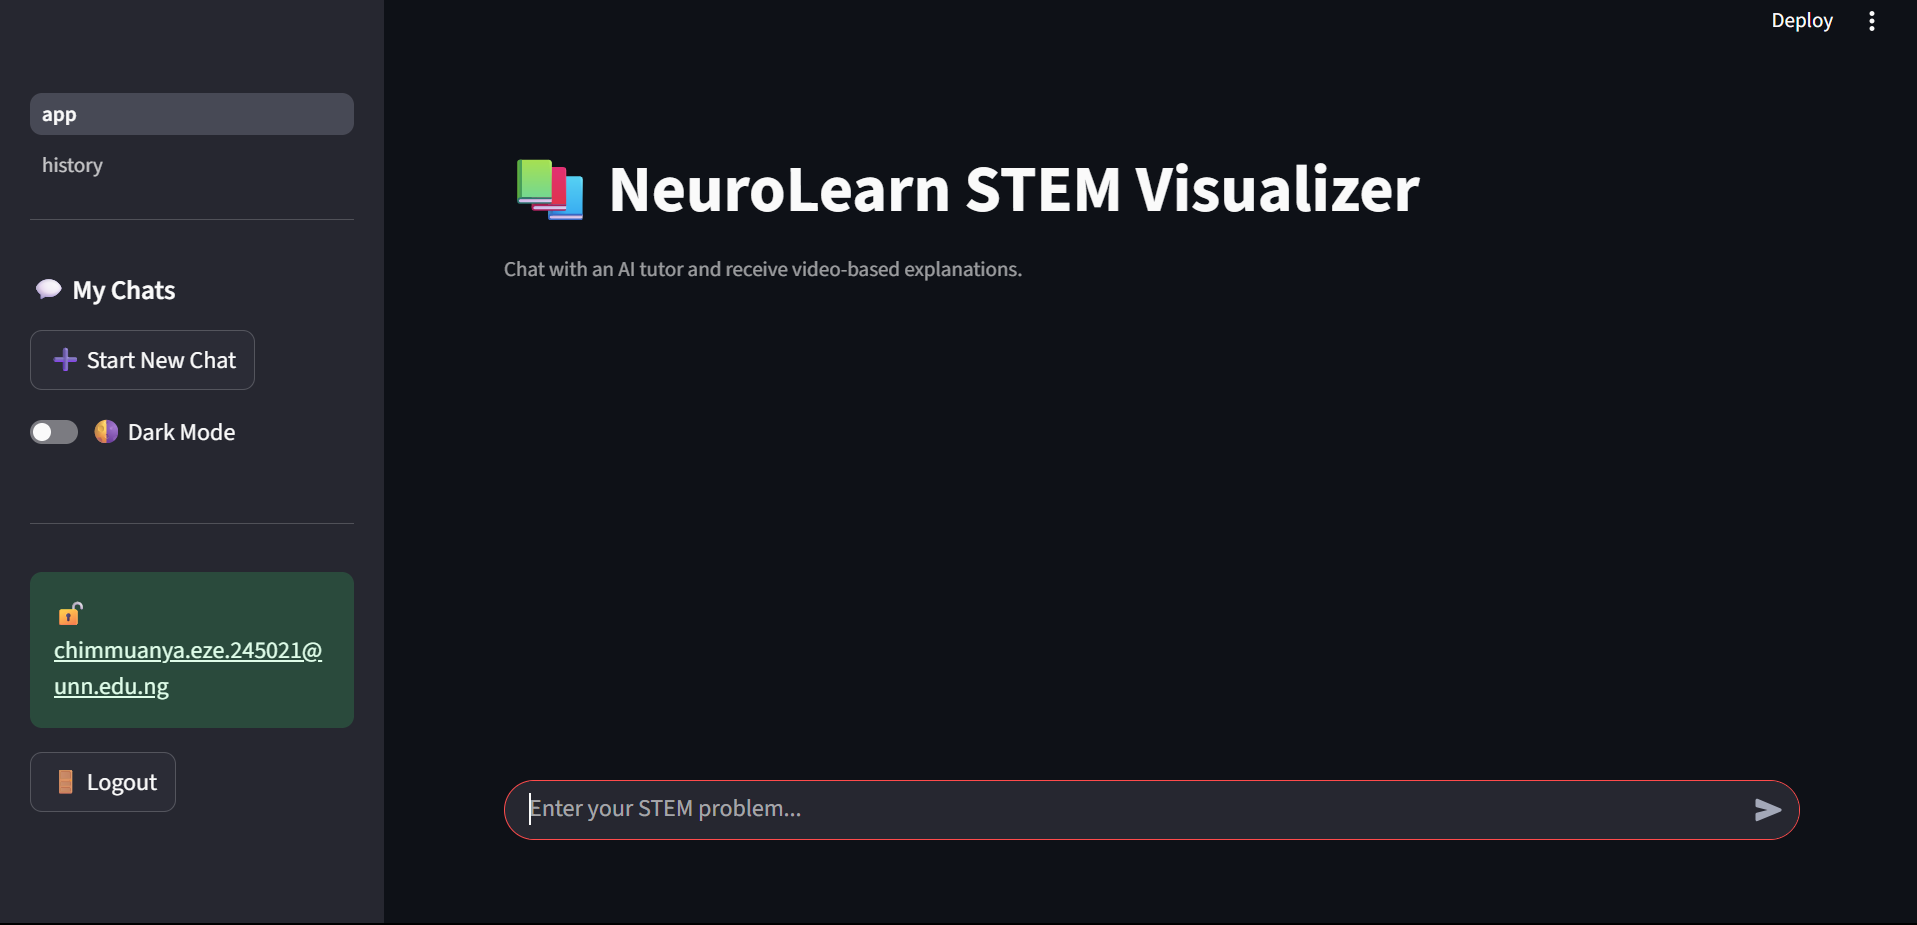 Deploy
app
history
My Chats
Start New Chat
Dark Mode
chimmuanya.eze.245021@
unn.edu.ng
Logout
NeuroLearn STEM Visualizer
Chat with an AI tutor and receive video-based explanations.
Enter your STEM problem...